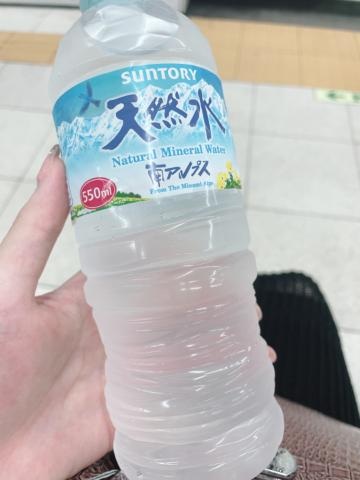 SUNTORY
天然水
Natural Mineral Water
南アルプス
From The Minami Alps
550ml